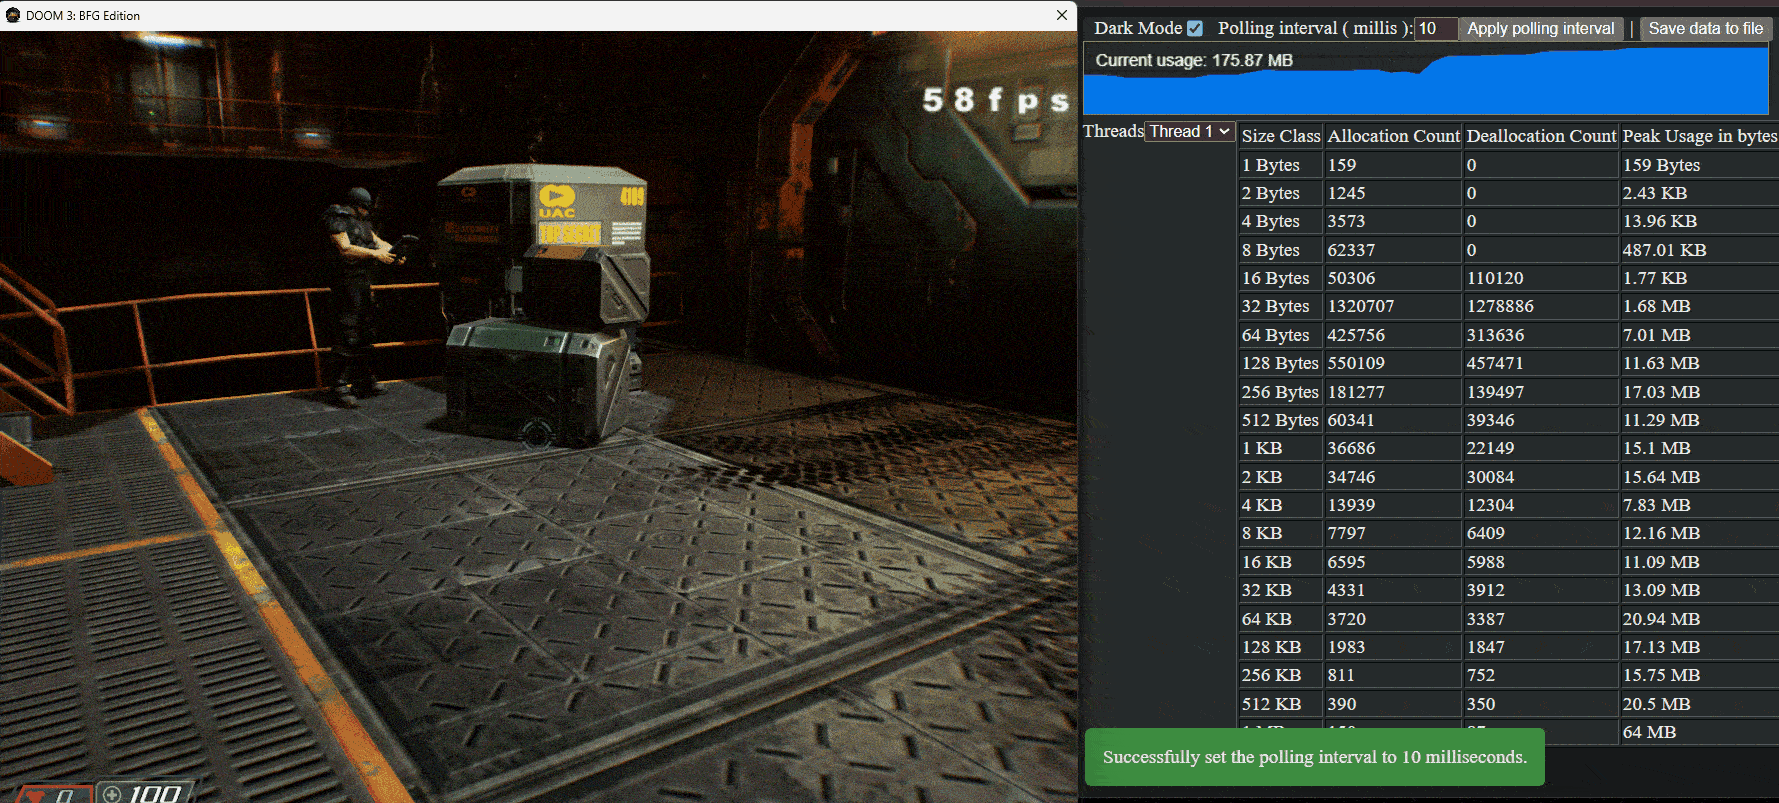 DOOM 3: BFG Edition
58fps
4109
UAC
TOP SECRET
0 100
Dark Mode Polling interval ( millis ): 10 Apply polling interval | Save data to file
Current usage: 175.87 MB
Threads Thread 1
Size Class Allocation Count Deallocation Count Peak Usage in bytes
1 Bytes 159 0 159 Bytes
2 Bytes 1245 0 2.43 KB
4 Bytes 3573 0 13.96 KB
8 Bytes 62337 0 487.01 KB
16 Bytes 50306 110120 1.77 KB
32 Bytes 1320707 1278886 1.68 MB
64 Bytes 425756 313636 7.01 MB
128 Bytes 550109 457471 11.63 MB
256 Bytes 181277 139497 17.03 MB
512 Bytes 60341 39346 11.29 MB
1 KB 36686 22149 15.1 MB
2 KB 34746 30084 15.64 MB
4 KB 13939 12304 7.83 MB
8 KB 7797 6409 12.16 MB
16 KB 6595 5988 11.09 MB
32 KB 4331 3912 13.09 MB
64 KB 3720 3387 20.94 MB
128 KB 1983 1847 17.13 MB
256 KB 811 752 15.75 MB
512 KB 390 350 20.5 MB
64 MB
Successfully set the polling interval to 10 milliseconds.